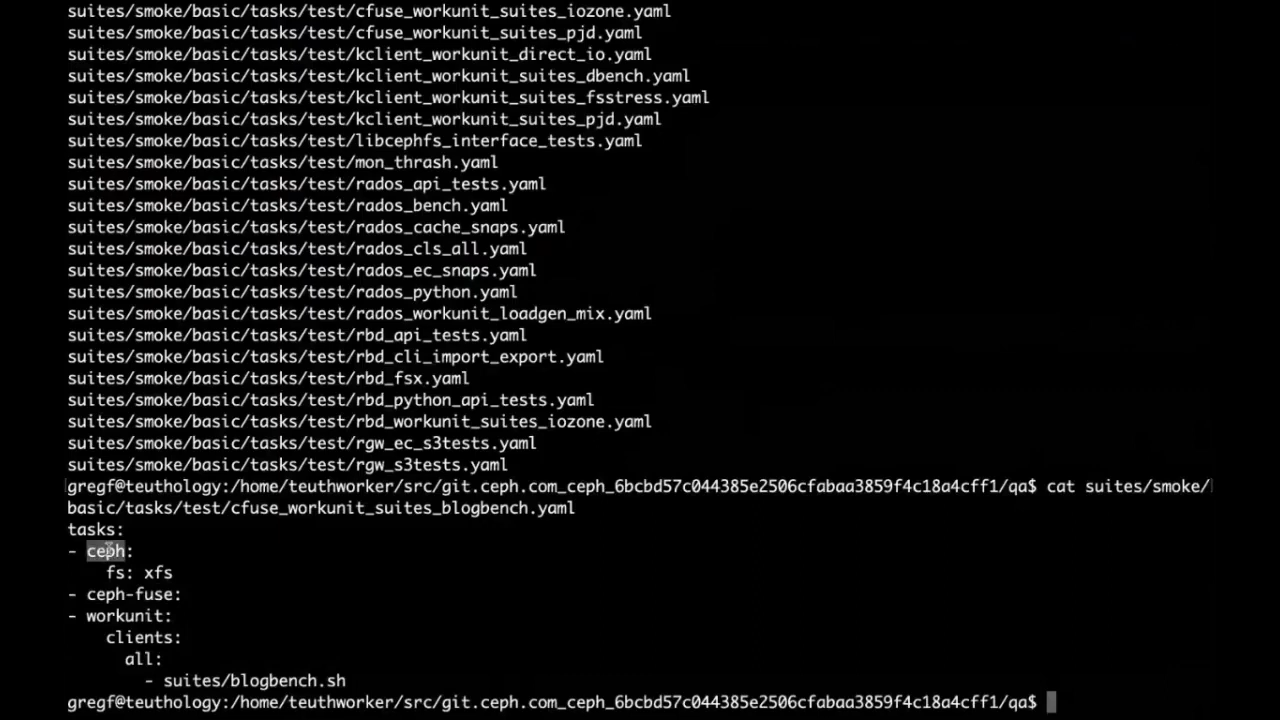 suites/smoke/basic/tasks/test/cfuse_workunit_suites_iozone.yaml
suites/smoke/basic/tasks/test/cfuse_workunit_suites_pjd.yaml
suites/smoke/basic/tasks/test/kclient_workunit_direct_io.yaml
suites/smoke/basic/tasks/test/kclient_workunit_suites_dbench.yaml
suites/smoke/basic/tasks/test/kclient_workunit_suites_fsstress.yaml
suites/smoke/basic/tasks/test/kclient_workunit_suites_pjd.yaml
suites/smoke/basic/tasks/test/libcephfs_interface_tests.yaml
suites/smoke/basic/tasks/test/mon_thrash.yaml
suites/smoke/basic/tasks/test/rados_api_tests.yaml
suites/smoke/basic/tasks/test/rados_bench.yaml
suites/smoke/basic/tasks/test/rados_cache_snaps.yaml
suites/smoke/basic/tasks/test/rados_cls_all.yaml
suites/smoke/basic/tasks/test/rados_ec_snaps.yaml
suites/smoke/basic/tasks/test/rados_python.yaml
suites/smoke/basic/tasks/test/rados_workunit_loadgen_mix.yaml
suites/smoke/basic/tasks/test/rbd_api_tests.yaml
suites/smoke/basic/tasks/test/rbd_cli_import_export.yaml
suites/smoke/basic/tasks/test/rbd_fsx.yaml
suites/smoke/basic/tasks/test/rbd_python_api_tests.yaml
suites/smoke/basic/tasks/test/rbd_workunit_suites_iozone.yaml
suites/smoke/basic/tasks/test/rgw_ec_s3tests.yaml
suites/smoke/basic/tasks/test/rgw_s3tests.yaml
gregf@teuthology:/home/teuthworker/src/git.ceph.com_ceph_6bcbd57c044385e2506cfabaa3859f4c18a4cff1/qa$ cat suites/smoke/
basic/tasks/test/cfuse_workunit_suites_blogbench.yaml
tasks:
- ceph:
    fs: xfs
- ceph-fuse:
- workunit:
    clients:
      all:
        - suites/blogbench.sh
gregf@teuthology:/home/teuthworker/src/git.ceph.com_ceph_6bcbd57c044385e2506cfabaa3859f4c18a4cff1/qa$